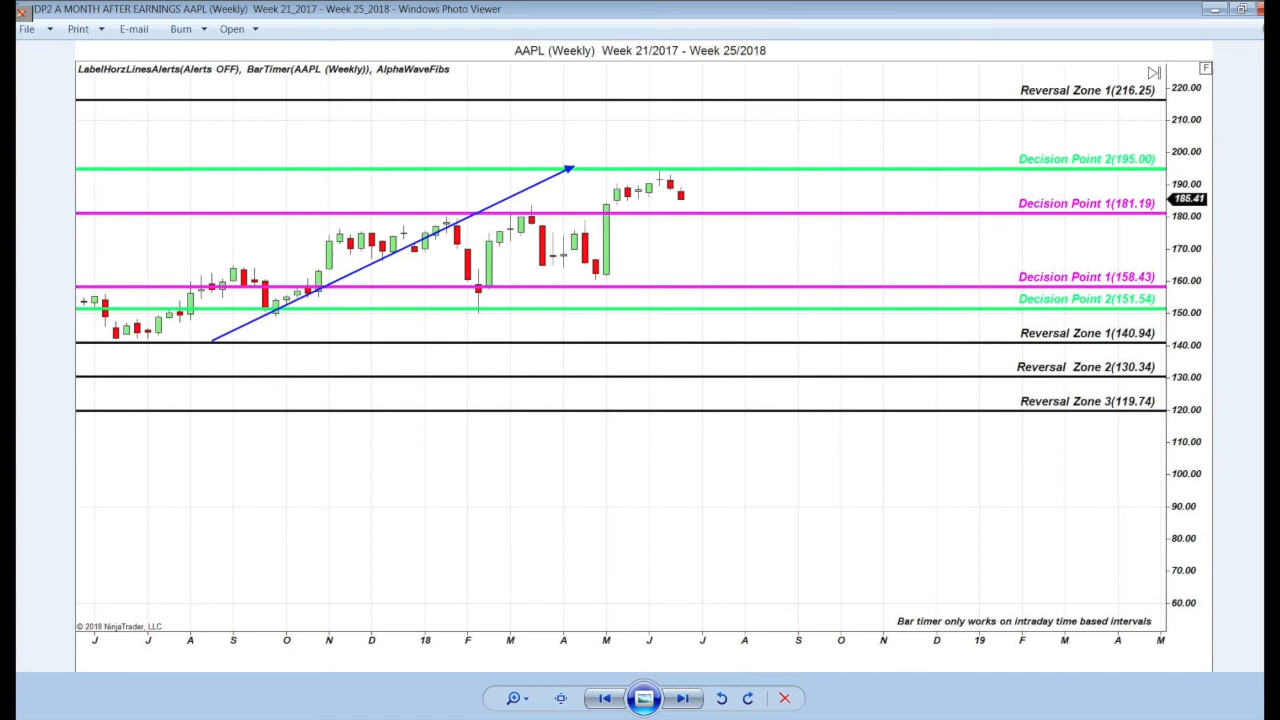 DP2 A MONTH AFTER EARNINGS AAPL (Weekly)  Week 21_2017 - Week 25_2018 - Windows Photo Viewer
File Print E-mail Burn Open
AAPL (Weekly)  Week 21/2017 - Week 25/2018
LabelHorzLinesAlerts(Alerts OFF), BarTimer(AAPL (Weekly)), AlphaWaveFibs
F
Reversal Zone 1(216.25)
220.00
210.00
200.00
Decision Point 2(195.00)
190.00
185.41
Decision Point 1(181.19)
180.00
170.00
Decision Point 1(158.43)
160.00
Decision Point 2(151.54)
150.00
Reversal Zone 1(140.94)
140.00
Reversal  Zone 2(130.34)
130.00
Reversal Zone 3(119.74)
120.00
110.00
100.00
90.00
80.00
70.00
60.00
© 2018 NinjaTrader, LLC
Bar timer only works on intraday time based intervals
J J A S O N D 18 F M A M J J A S O N D 19 F M A M